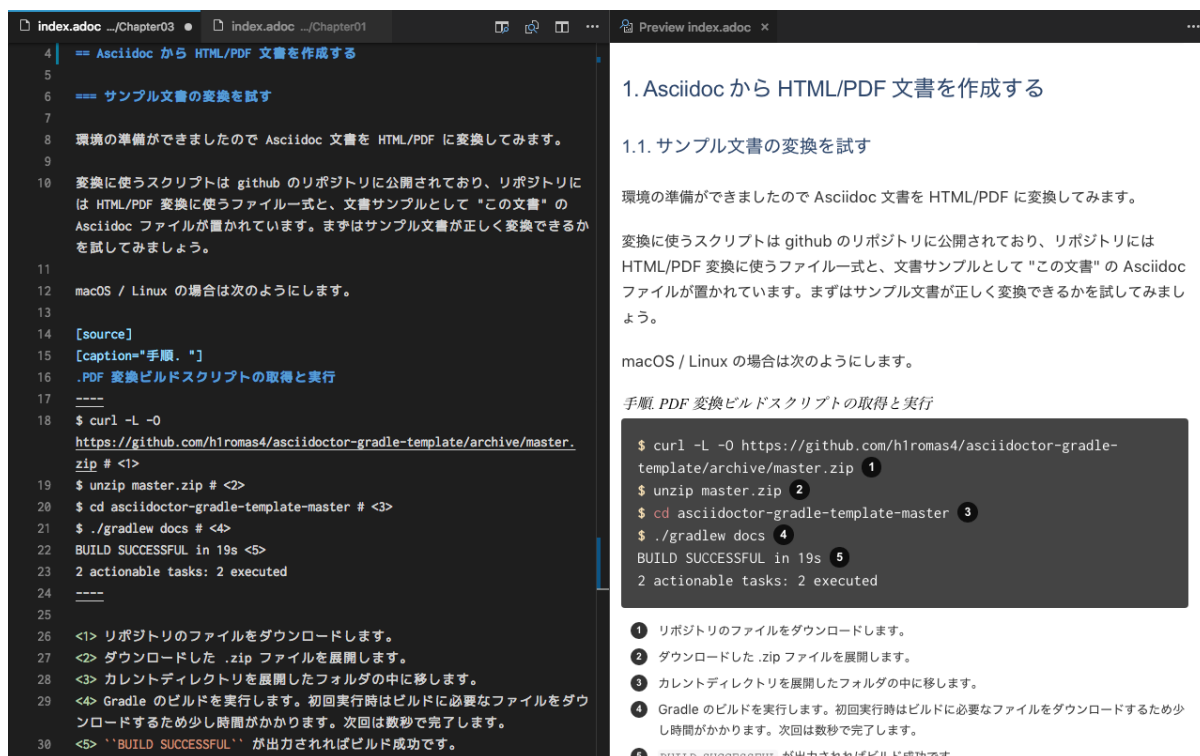 index.adoc .../Chapter03 ●
index.adoc .../Chapter01
4 == Asciidoc から HTML/PDF 文書を作成する
5
6 === サンプル文書の変換を試す
7
8 環境の準備ができましたので Asciidoc 文書を HTML/PDF に変換してみます。
9
10 変換に使うスクリプトは github のリポジトリに公開されており、リポジトリに
は HTML/PDF 変換に使うファイル一式と、文書サンプルとして "この文書" の
Asciidoc ファイルが置かれています。まずはサンプル文書が正しく変換できるか
を試してみましょう。
11
12 macOS / Linux の場合は次のようにします。
13
14 [source]
15 [caption="手順. "]
16 .PDF 変換ビルドスクリプトの取得と実行
17 ----
18 $ curl -L -O
https://github.com/h1romas4/asciidoctor-gradle-template/archive/master.
zip # <1>
19 $ unzip master.zip # <2>
20 $ cd asciidoctor-gradle-template-master # <3>
21 $ ./gradlew docs # <4>
22 BUILD SUCCESSFUL in 19s <5>
23 2 actionable tasks: 2 executed
24 ----
25
26 <1> リポジトリのファイルをダウンロードします。
27 <2> ダウンロードした .zip ファイルを展開します。
28 <3> カレントディレクトリを展開したフォルダの中に移します。
29 <4> Gradle のビルドを実行します。初回実行時はビルドに必要なファイルをダウ
ンロードするため少し時間がかかります。次回は数秒で完了します。
30 <5> ``BUILD SUCCESSFUL`` が出力されればビルド成功です。
Preview index.adoc ×
1. Asciidoc から HTML/PDF 文書を作成する
1.1. サンプル文書の変換を試す
環境の準備ができましたので Asciidoc 文書を HTML/PDF に変換してみます。
変換に使うスクリプトは github のリポジトリに公開されており、リポジトリには
HTML/PDF 変換に使うファイル一式と、文書サンプルとして "この文書" の Asciidoc
ファイルが置かれています。まずはサンプル文書が正しく変換できるかを試してみまし
ょう。
macOS / Linux の場合は次のようにします。
手順. PDF 変換ビルドスクリプトの取得と実行
$ curl -L -O https://github.com/h1romas4/asciidoctor-gradle-
template/archive/master.zip 1
$ unzip master.zip 2
$ cd asciidoctor-gradle-template-master 3
$ ./gradlew docs 4
BUILD SUCCESSFUL in 19s 5
2 actionable tasks: 2 executed
1 リポジトリのファイルをダウンロードします。
2 ダウンロードした .zip ファイルを展開します。
3 カレントディレクトリを展開したフォルダの中に移します。
4 Gradle のビルドを実行します。初回実行時はビルドに必要なファイルをダウンロードするため少
し時間がかかります。次回は数秒で完了します。
5 BUILD SUCCESSFUL が出力されればビルド成功です。